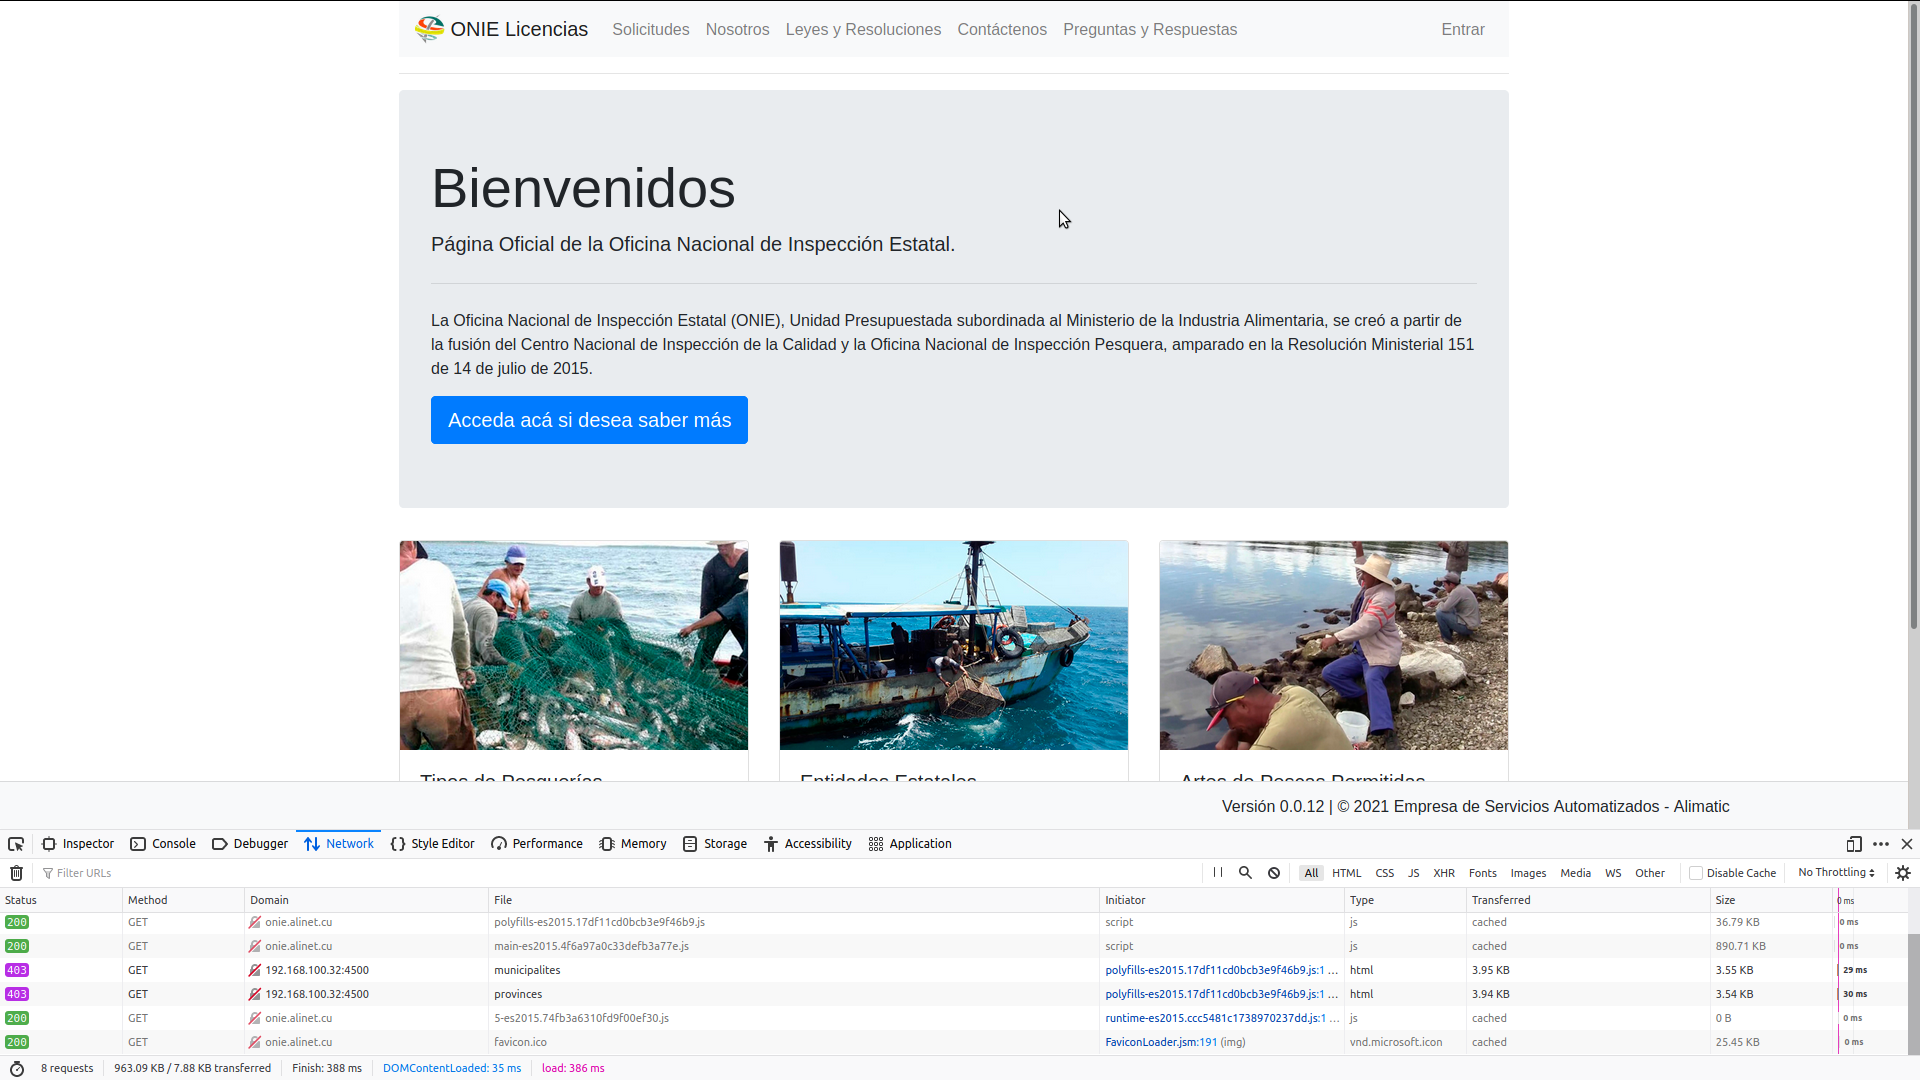 ONIE Licencias Solicitudes Nosotros Leyes y Resoluciones Contáctenos Preguntas y Respuestas Entrar
Bienvenidos
Página Oficial de la Oficina Nacional de Inspección Estatal.
La Oficina Nacional de Inspección Estatal (ONIE), Unidad Presupuestada subordinada al Ministerio de la Industria Alimentaria, se creó a partir de
la fusión del Centro Nacional de Inspección de la Calidad y la Oficina Nacional de Inspección Pesquera, amparado en la Resolución Ministerial 151
de 14 de julio de 2015.
Acceda acá si desea saber más
Tipos de Pesquerías Entidades Estatales Artes de Pescas Permitidas
Versión 0.0.12 | © 2021 Empresa de Servicios Automatizados - Alimatic
Inspector Console Debugger Network Style Editor Performance Memory Storage Accessibility Application
Filter URLs All HTML CSS JS XHR Fonts Images Media WS Other Disable Cache No Throttling
Status Method Domain File Initiator Type Transferred Size 0 ms
200 GET onie.alinet.cu polyfills-es2015.17df11cd0bcb3e9f46b9.js script js cached 36.79 KB 0 ms
200 GET onie.alinet.cu main-es2015.4f6a97a0c33defb3a77e.js script js cached 890.71 KB 0 ms
403 GET 192.168.100.32:4500 municipalites polyfills-es2015.17df11cd0bcb3e9f46b9.js:1 ... html 3.95 KB 3.55 KB 29 ms
403 GET 192.168.100.32:4500 provinces polyfills-es2015.17df11cd0bcb3e9f46b9.js:1 ... html 3.94 KB 3.54 KB 30 ms
200 GET onie.alinet.cu 5-es2015.74fb3a6310fd9f00ef30.js runtime-es2015.ccc5481c1738970237dd.js:1 ... js cached 0 B 0 ms
200 GET onie.alinet.cu favicon.ico FaviconLoader.jsm:191 (img) vnd.microsoft.icon cached 25.45 KB 0 ms
8 requests 963.09 KB / 7.88 KB transferred Finish: 388 ms DOMContentLoaded: 35 ms load: 386 ms